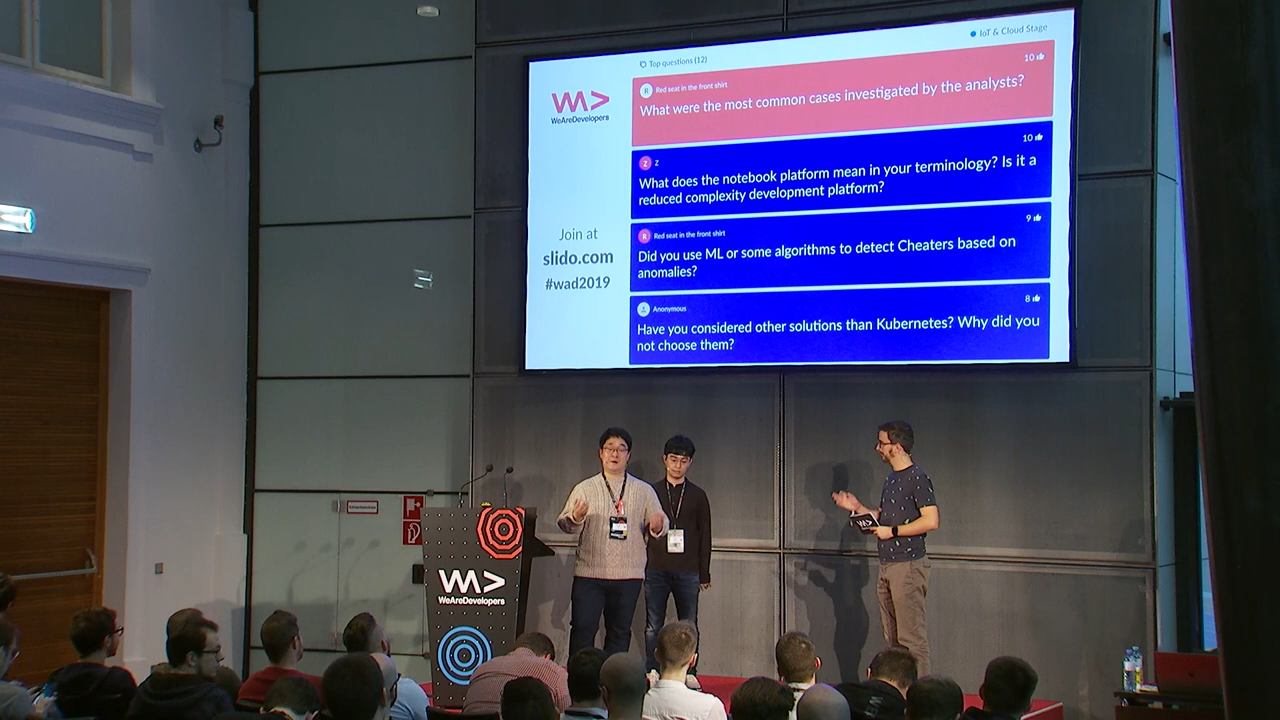 IoT & Cloud Stage
Top questions (12)
WeAreDevelopers
Join at
slido.com
#wad2019
R Red seat in the front shirt
10
What were the most common cases investigated by the analysts?
Z Z
10
What does the notebook platform mean in your terminology? Is it a
reduced complexity development platform?
R Red seat in the front shirt
9
Did you use ML or some algorithms to detect Cheaters based on
anomalies?
Anonymous
8
Have you considered other solutions than Kubernetes? Why did you
not choose them?
WeAreDevelopers